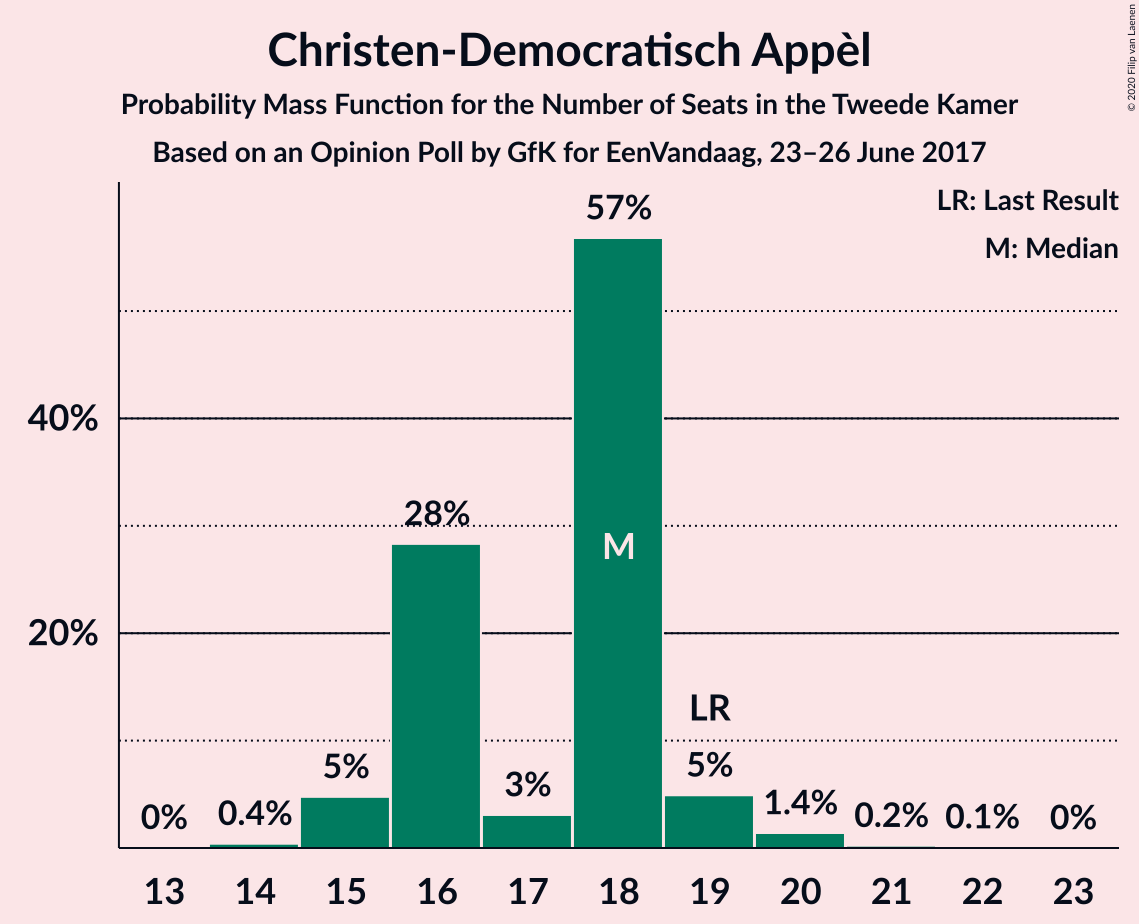 Christen-Democratisch Appèl
Probability Mass Function for the Number of Seats in the Tweede Kamer
Based on an Opinion Poll by GfK for EenVandaag, 23–26 June 2017
© 2020 Filip van Laenen
LR: Last Result
M: Median
57%
40%
28%
M
20%
LR
5%
5%
3%
1.4%
0%
0.4%
0.2%
0.1%
0%
13 14 15 16 17 18 19 20 21 22 23